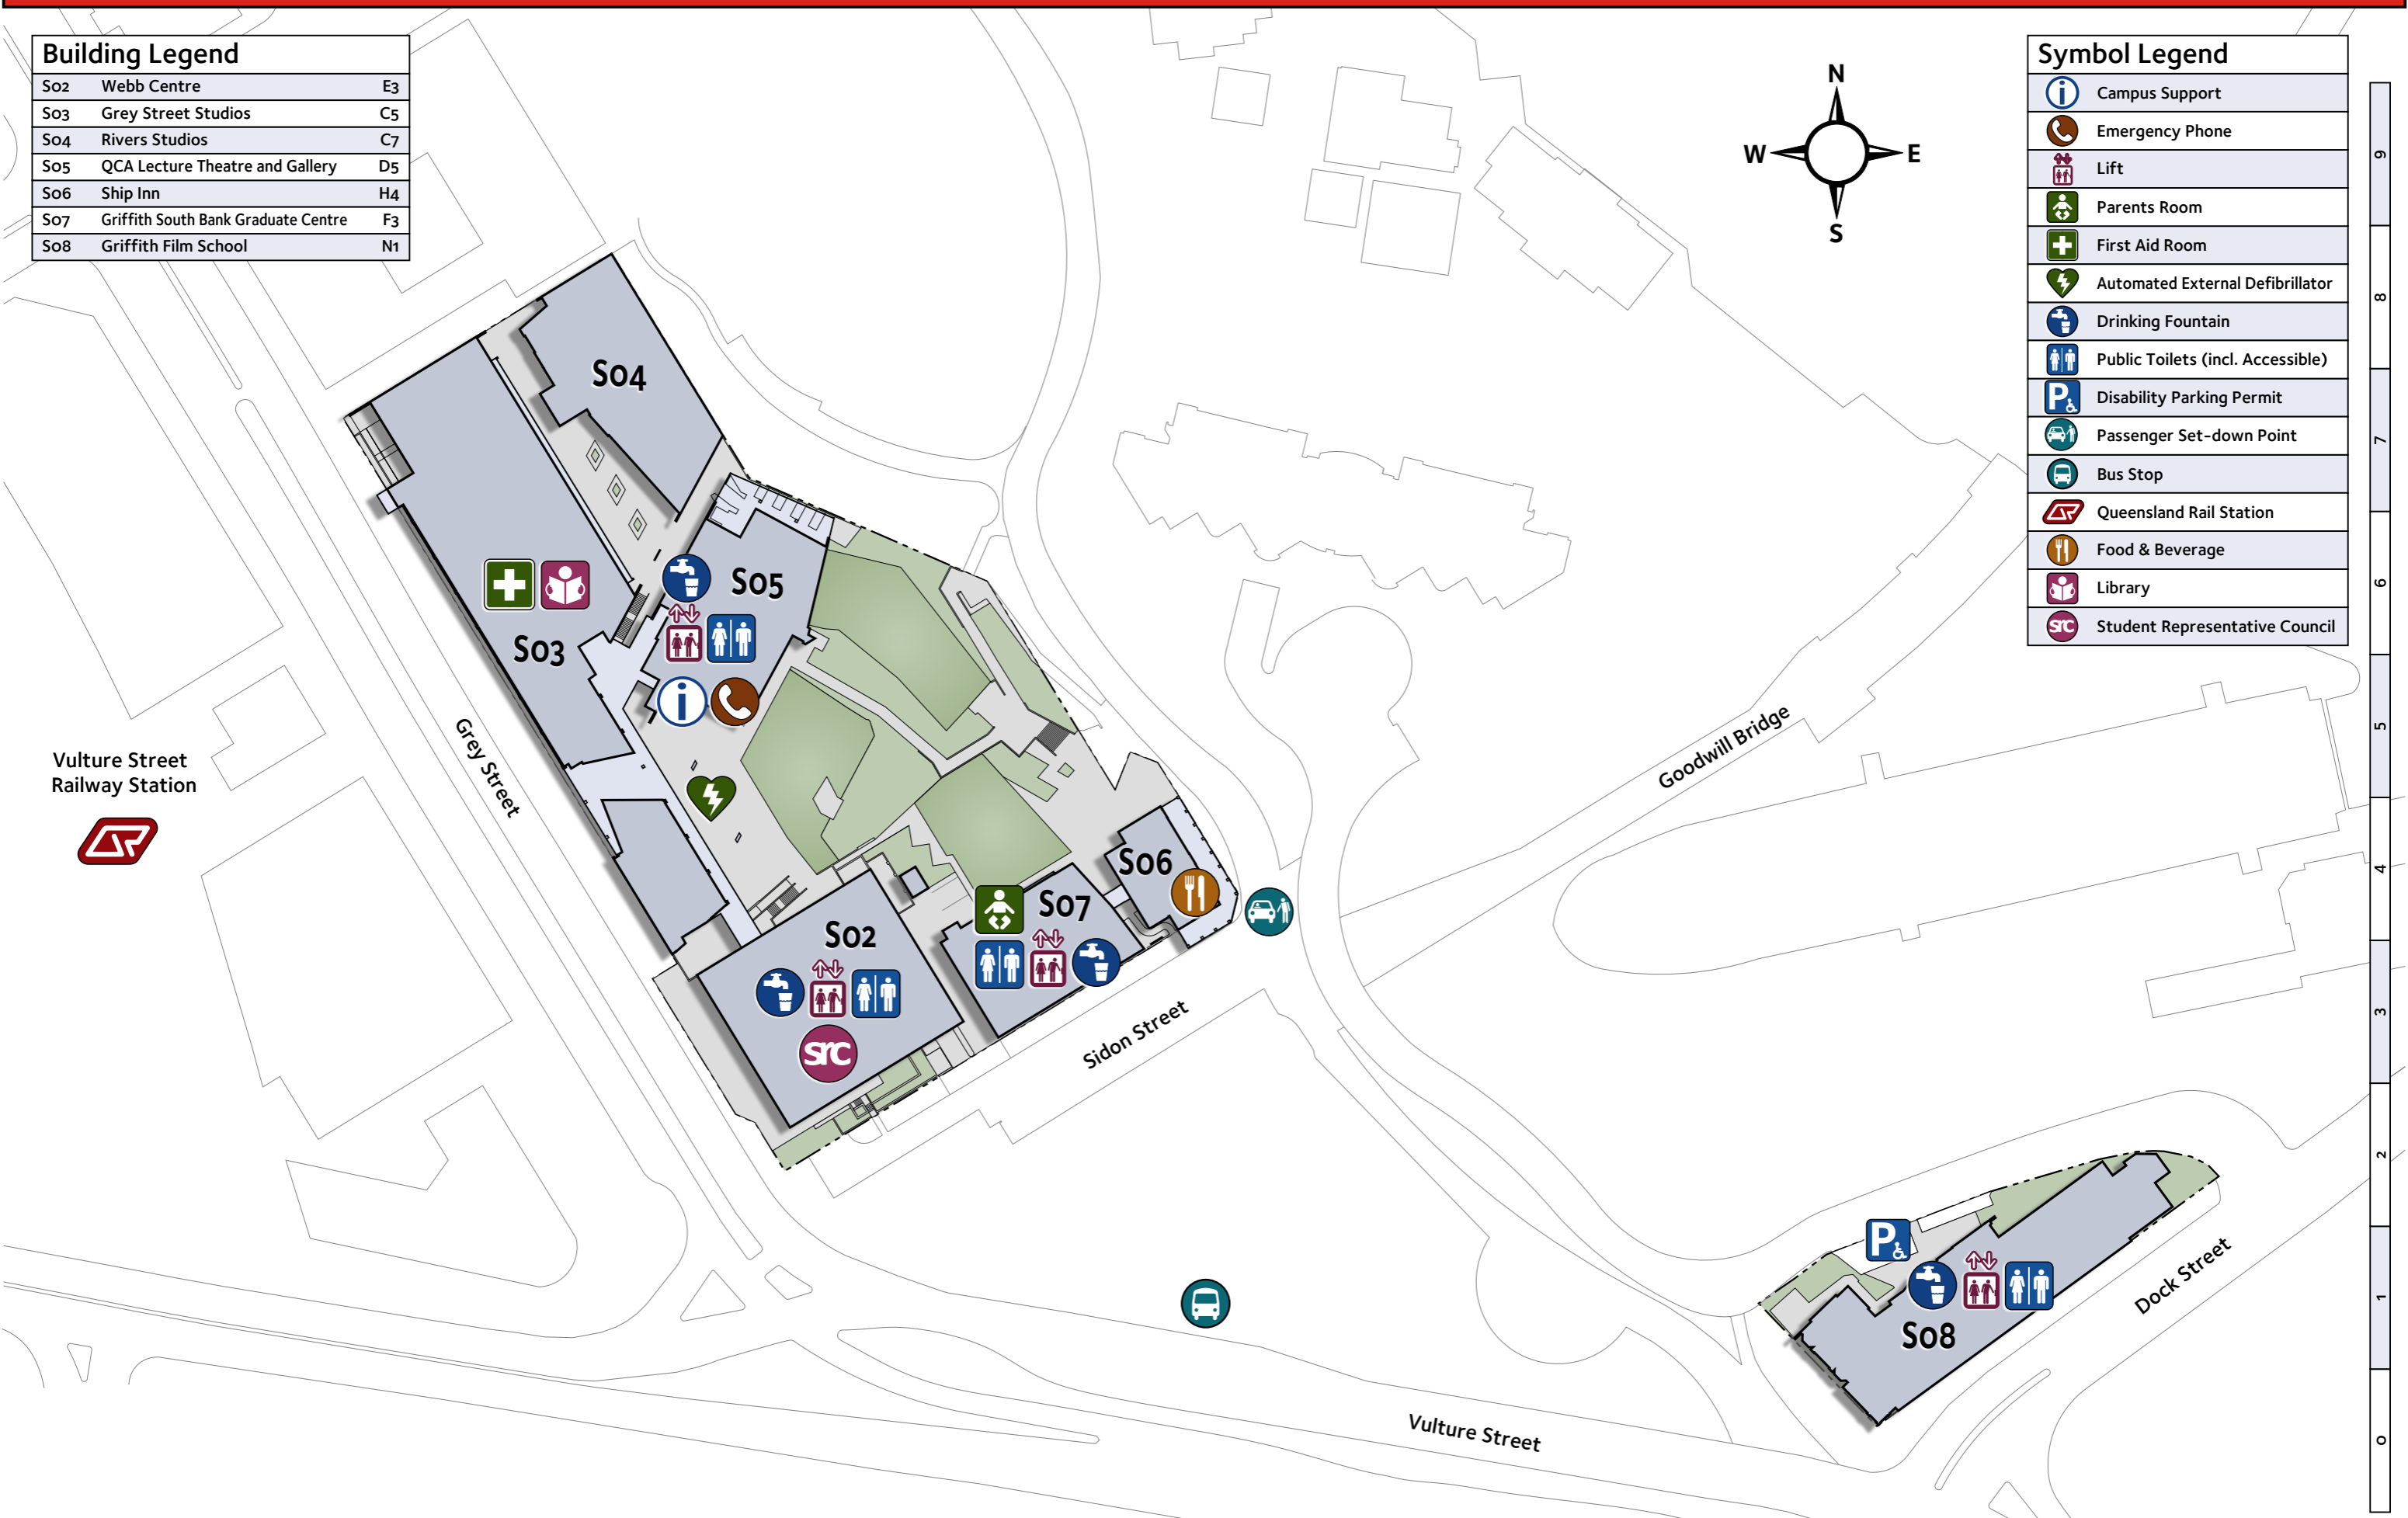 Building Legend
S02 Webb Centre E3
S03 Grey Street Studios C5
S04 Rivers Studios C7
S05 QCA Lecture Theatre and Gallery D5
S06 Ship Inn H4
S07 Griffith South Bank Graduate Centre F3
S08 Griffith Film School N1
N
W E
S
Symbol Legend
i Campus Support
Emergency Phone
Lift
Parents Room
First Aid Room
Automated External Defibrillator
Drinking Fountain
Public Toilets (incl. Accessible)
P Disability Parking Permit
Passenger Set-down Point
Bus Stop
Queensland Rail Station
Food & Beverage
Library
src Student Representative Council
9
8
7
6
5
4
3
2
1
0
S04
S05
S03
i
Grey Street
Vulture Street
Railway Station
Goodwill Bridge
S06
S07
S02
src
Sidon Street
P
S08
Dock Street
Vulture Street